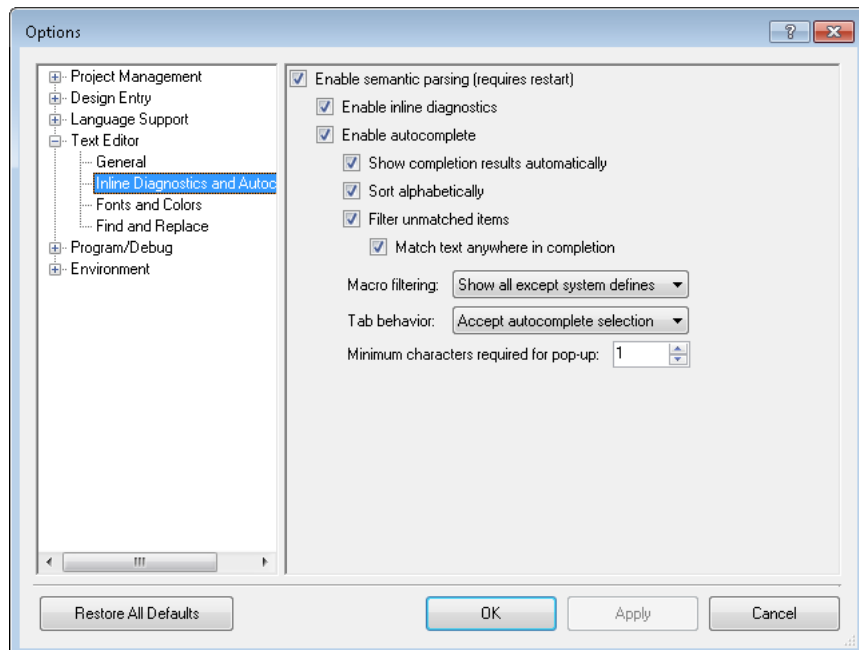 Options
Project Management
Design Entry
Language Support
Text Editor
General
Inline Diagnostics and Autoc
Fonts and Colors
Find and Replace
Program/Debug
Environment
Enable semantic parsing (requires restart)
Enable inline diagnostics
Enable autocomplete
Show completion results automatically
Sort alphabetically
Filter unmatched items
Match text anywhere in completion
Macro filtering: Show all except system defines
Tab behavior: Accept autocomplete selection
Minimum characters required for pop-up: 1
Restore All Defaults OK Apply Cancel